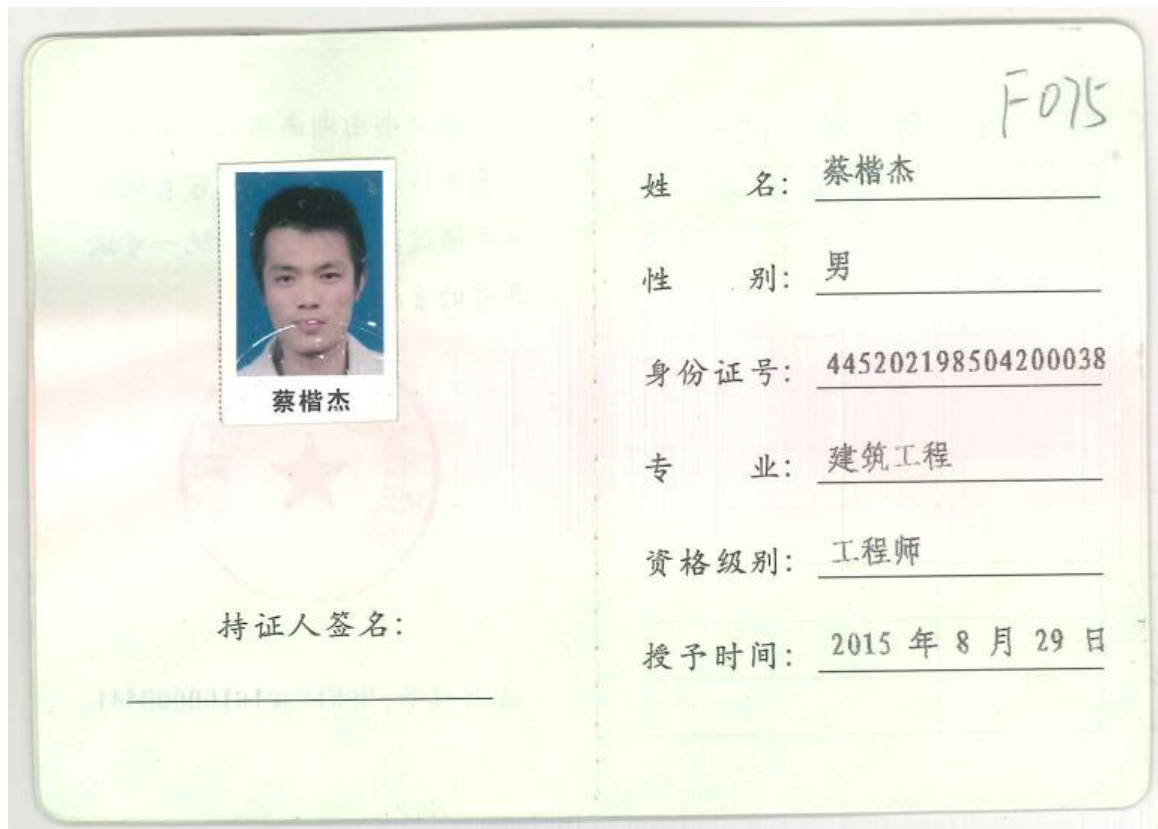 F075
蔡楷杰
持证人签名：
姓 名： 蔡楷杰
性 别： 男
身份证号： 445202198504200038
专 业： 建筑工程
资格级别： 工程师
授予时间： 2015 年 8 月 29 日